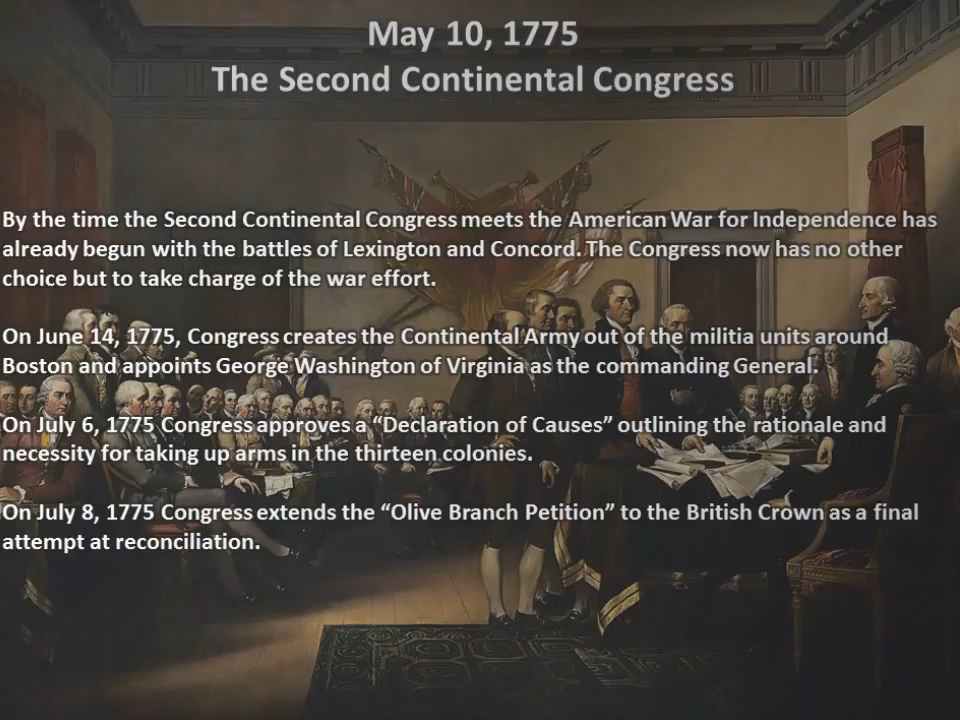 May 10, 1775
The Second Continental Congress
By the time the Second Continental Congress meets the American War for Independence has
already begun with the battles of Lexington and Concord. The Congress now has no other
choice but to take charge of the war effort.
On June 14, 1775, Congress creates the Continental Army out of the militia units around
Boston and appoints George Washington of Virginia as the commanding General.
On July 6, 1775 Congress approves a “Declaration of Causes” outlining the rationale and
necessity for taking up arms in the thirteen colonies.
On July 8, 1775 Congress extends the “Olive Branch Petition” to the British Crown as a final
attempt at reconciliation.